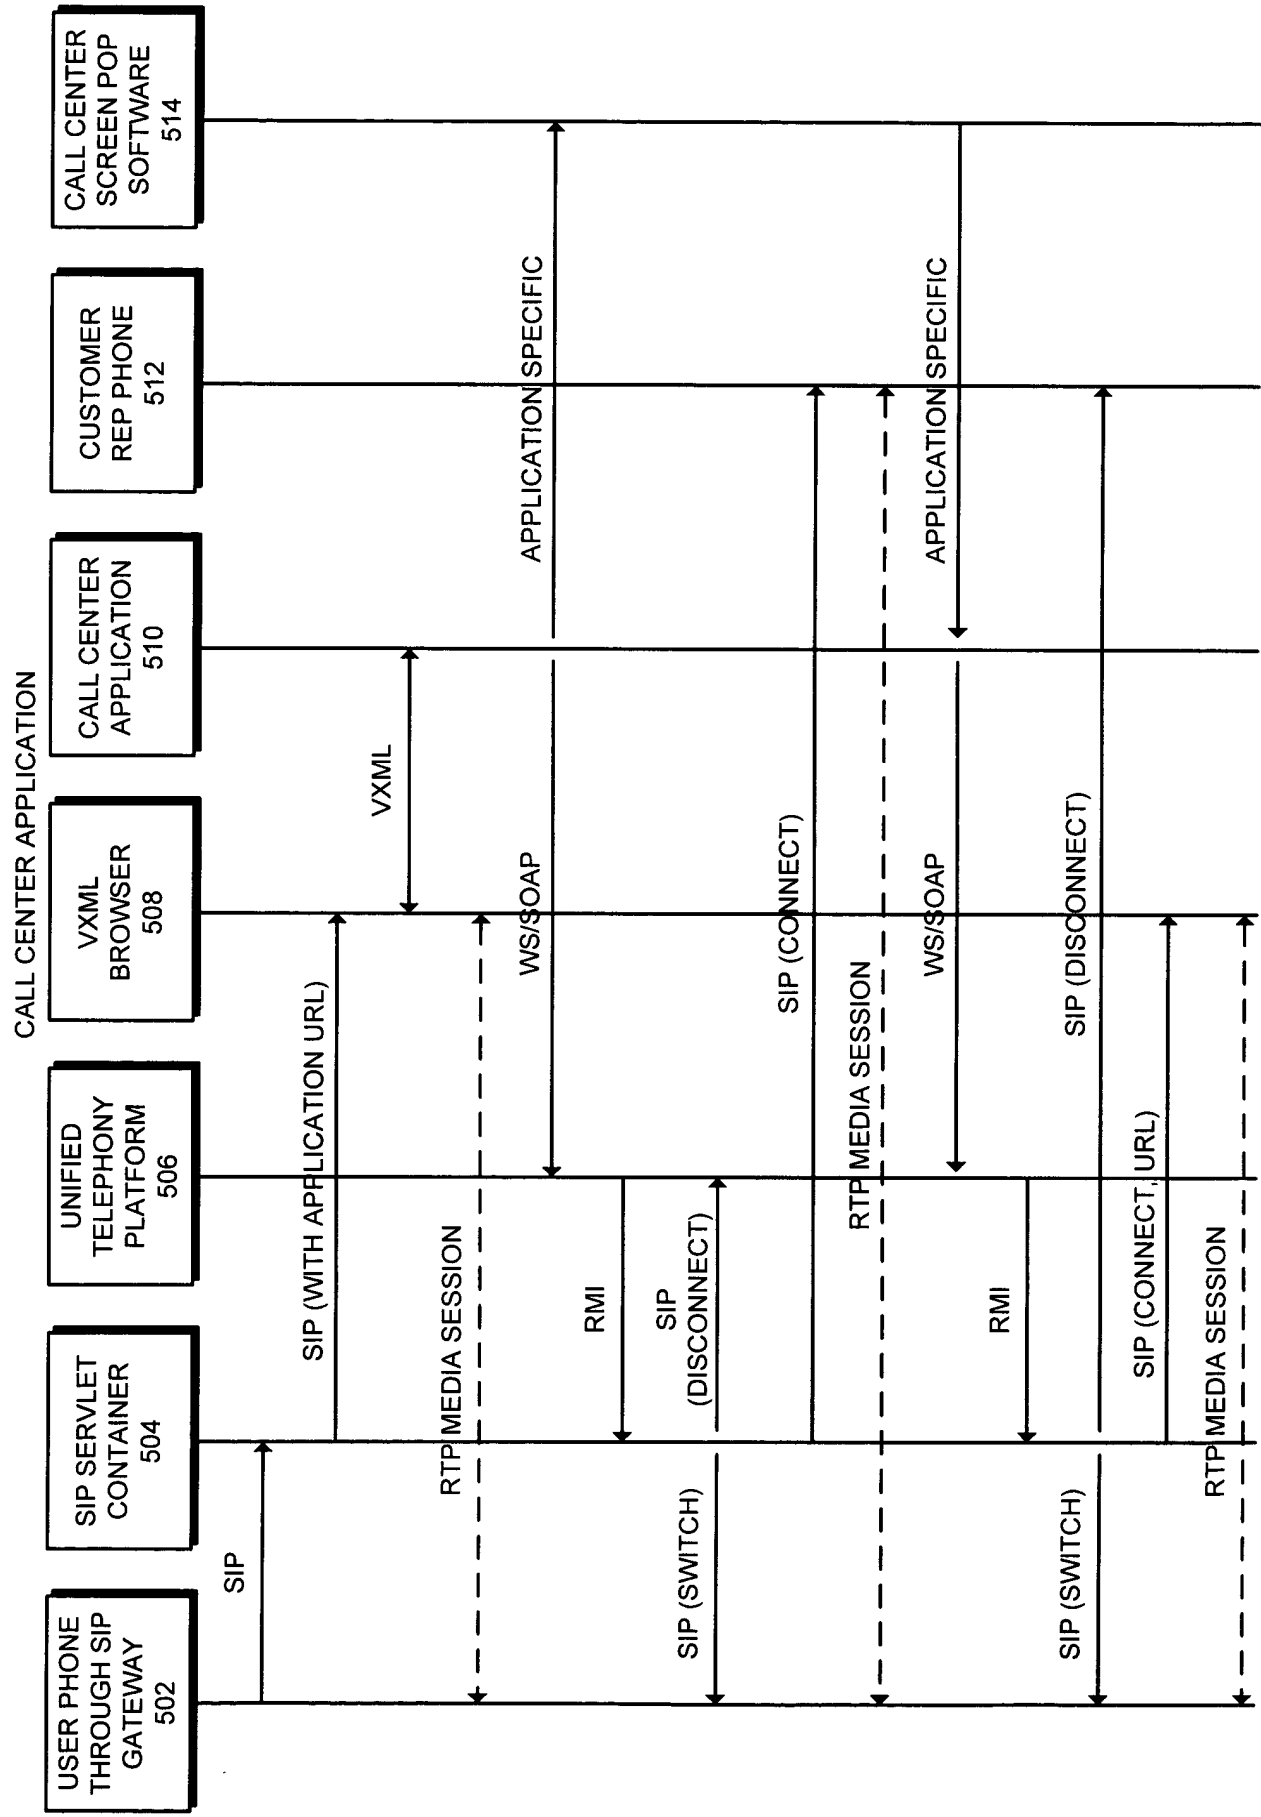 CALL CENTER APPLICATION
USER PHONE
THROUGH SIP
GATEWAY
502
SIP SERVLET
CONTAINER
504
UNIFIED
TELEPHONY
PLATFORM
506
VXML
BROWSER
508
CALL CENTER
APPLICATION
510
CUSTOMER
REP PHONE
512
CALL CENTER
SCREEN POP
SOFTWARE
514
SIP
SIP (WITH APPLICATION URL)
VXML
RTP MEDIA SESSION
WS/SOAP
APPLICATION SPECIFIC
RMI
SIP (SWITCH)
SIP
(DISCONNECT)
SIP (CONNECT)
RTP MEDIA SESSION
WS/SOAP
APPLICATION SPECIFIC
RMI
SIP (SWITCH)
SIP (DISCONNECT)
SIP (CONNECT, URL)
RTP MEDIA SESSION